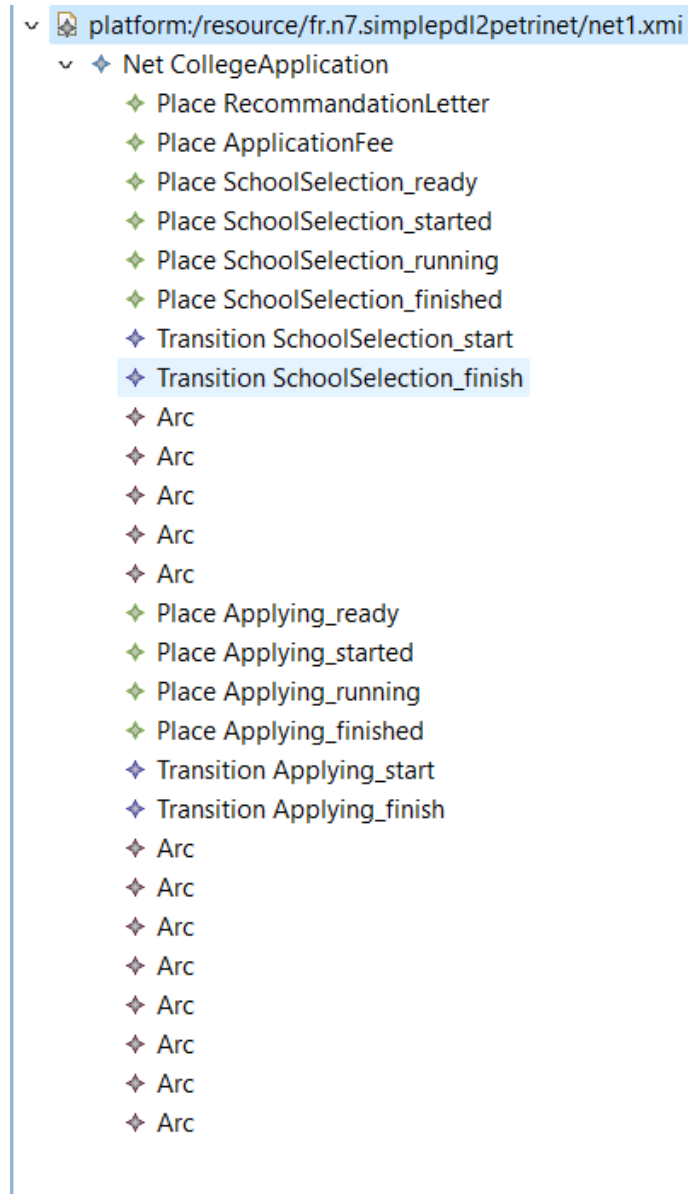 platform:/resource/fr.n7.simplepdl2petrinet/net1.xmi
Net CollegeApplication
Place RecommandationLetter
Place ApplicationFee
Place SchoolSelection_ready
Place SchoolSelection_started
Place SchoolSelection_running
Place SchoolSelection_finished
Transition SchoolSelection_start
Transition SchoolSelection_finish
Arc
Arc
Arc
Arc
Arc
Place Applying_ready
Place Applying_started
Place Applying_running
Place Applying_finished
Transition Applying_start
Transition Applying_finish
Arc
Arc
Arc
Arc
Arc
Arc
Arc
Arc